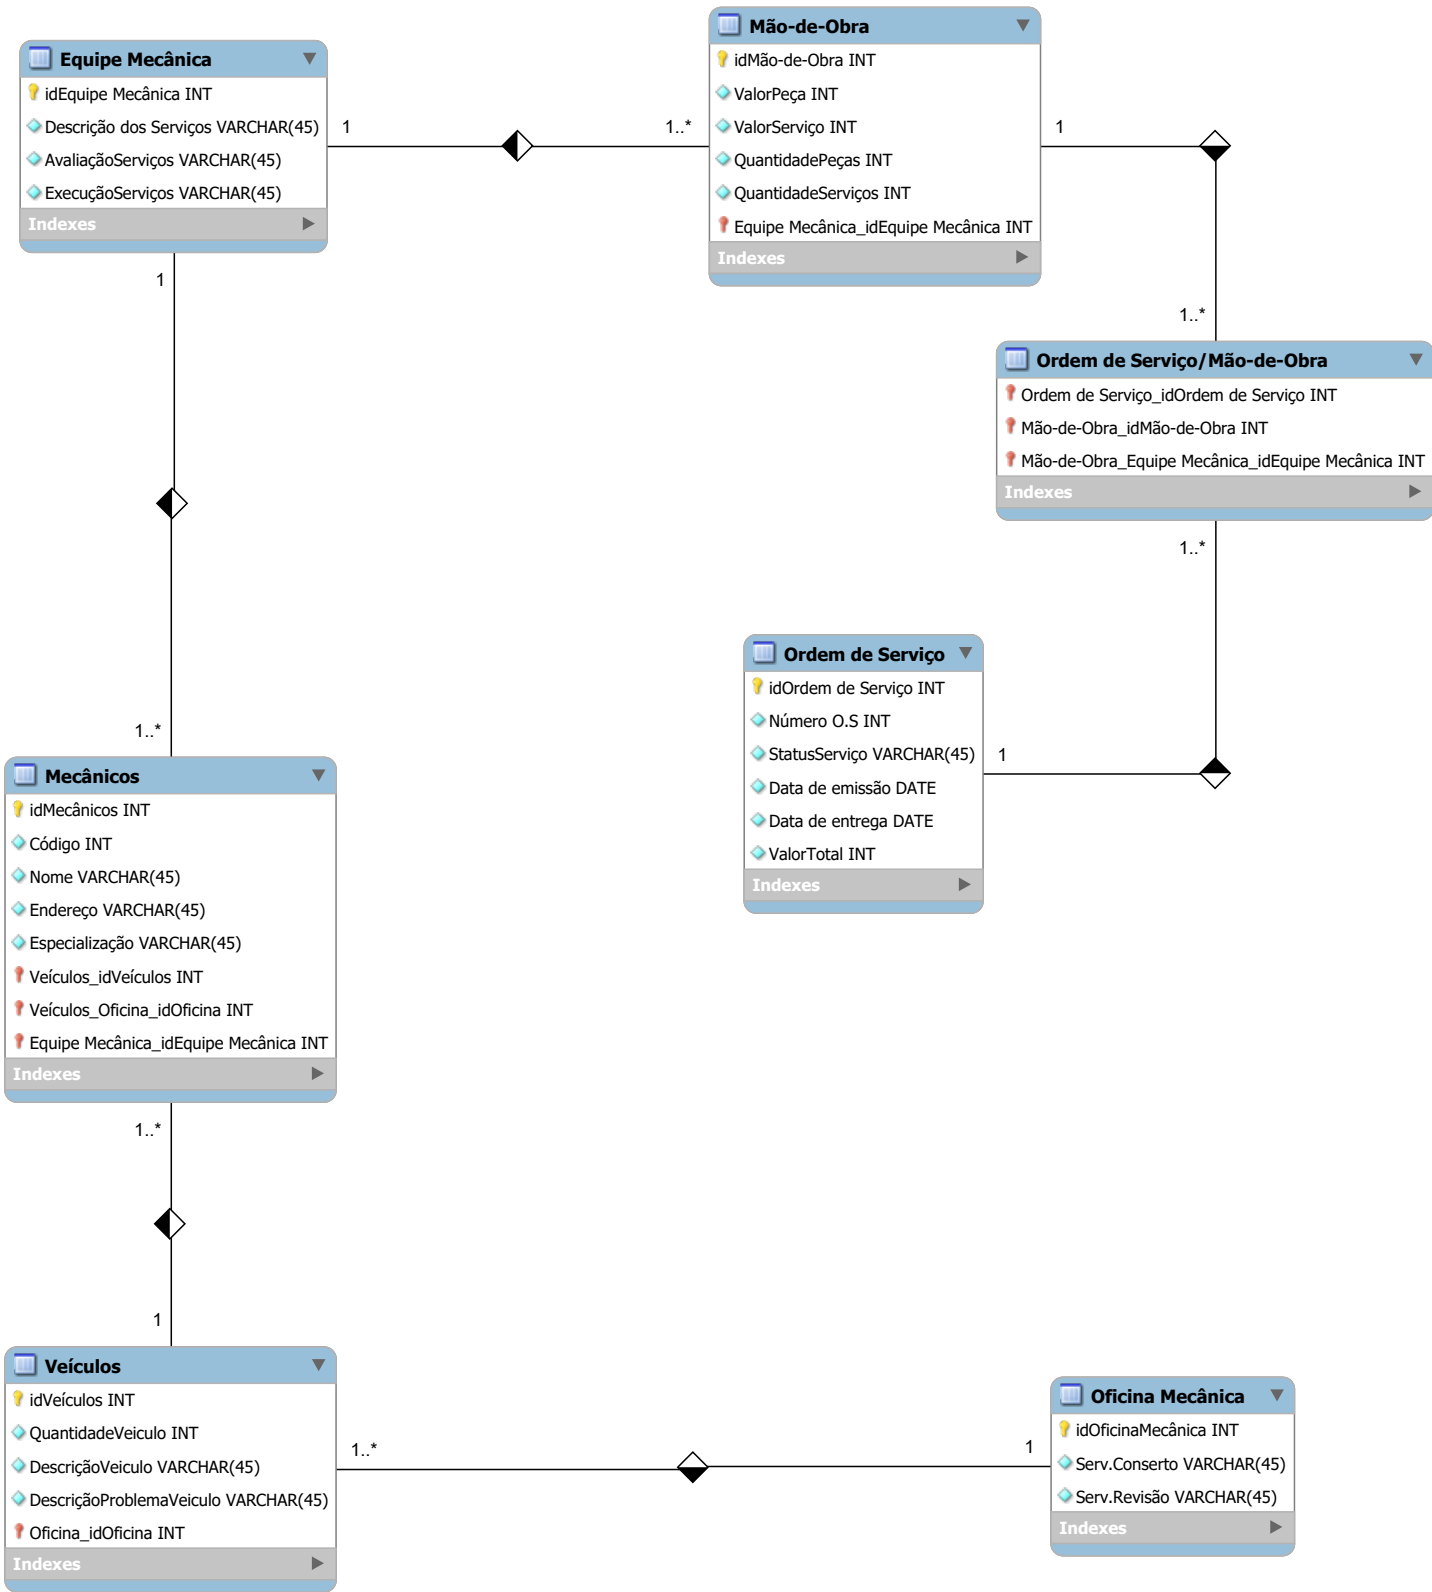 Equipe Mecânica
idEquipe Mecânica INT
Descrição dos Serviços VARCHAR(45)
AvaliaçãoServiços VARCHAR(45)
ExecuçãoServiços VARCHAR(45)
Indexes
1
1..*
Mão-de-Obra
idMão-de-Obra INT
ValorPeça INT
ValorServiço INT
QuantidadePeças INT
QuantidadeServiços INT
Equipe Mecânica_idEquipe Mecânica INT
Indexes
1
1..*
Ordem de Serviço/Mão-de-Obra
Ordem de Serviço_idOrdem de Serviço INT
Mão-de-Obra_idMão-de-Obra INT
Mão-de-Obra_Equipe Mecânica_idEquipe Mecânica INT
Indexes
1..*
Ordem de Serviço
idOrdem de Serviço INT
Número O.S INT
StatusServiço VARCHAR(45)
Data de emissão DATE
Data de entrega DATE
ValorTotal INT
Indexes
1
1
1..*
Mecânicos
idMecânicos INT
Código INT
Nome VARCHAR(45)
Endereço VARCHAR(45)
Especialização VARCHAR(45)
Veículos_idVeículos INT
Veículos_Oficina_idOficina INT
Equipe Mecânica_idEquipe Mecânica INT
Indexes
1..*
1
Veículos
idVeículos INT
QuantidadeVeiculo INT
DescriçãoVeiculo VARCHAR(45)
DescriçãoProblemaVeiculo VARCHAR(45)
Oficina_idOficina INT
Indexes
1..*
1
Oficina Mecânica
idOficinaMecânica INT
Serv.Conserto VARCHAR(45)
Serv.Revisão VARCHAR(45)
Indexes